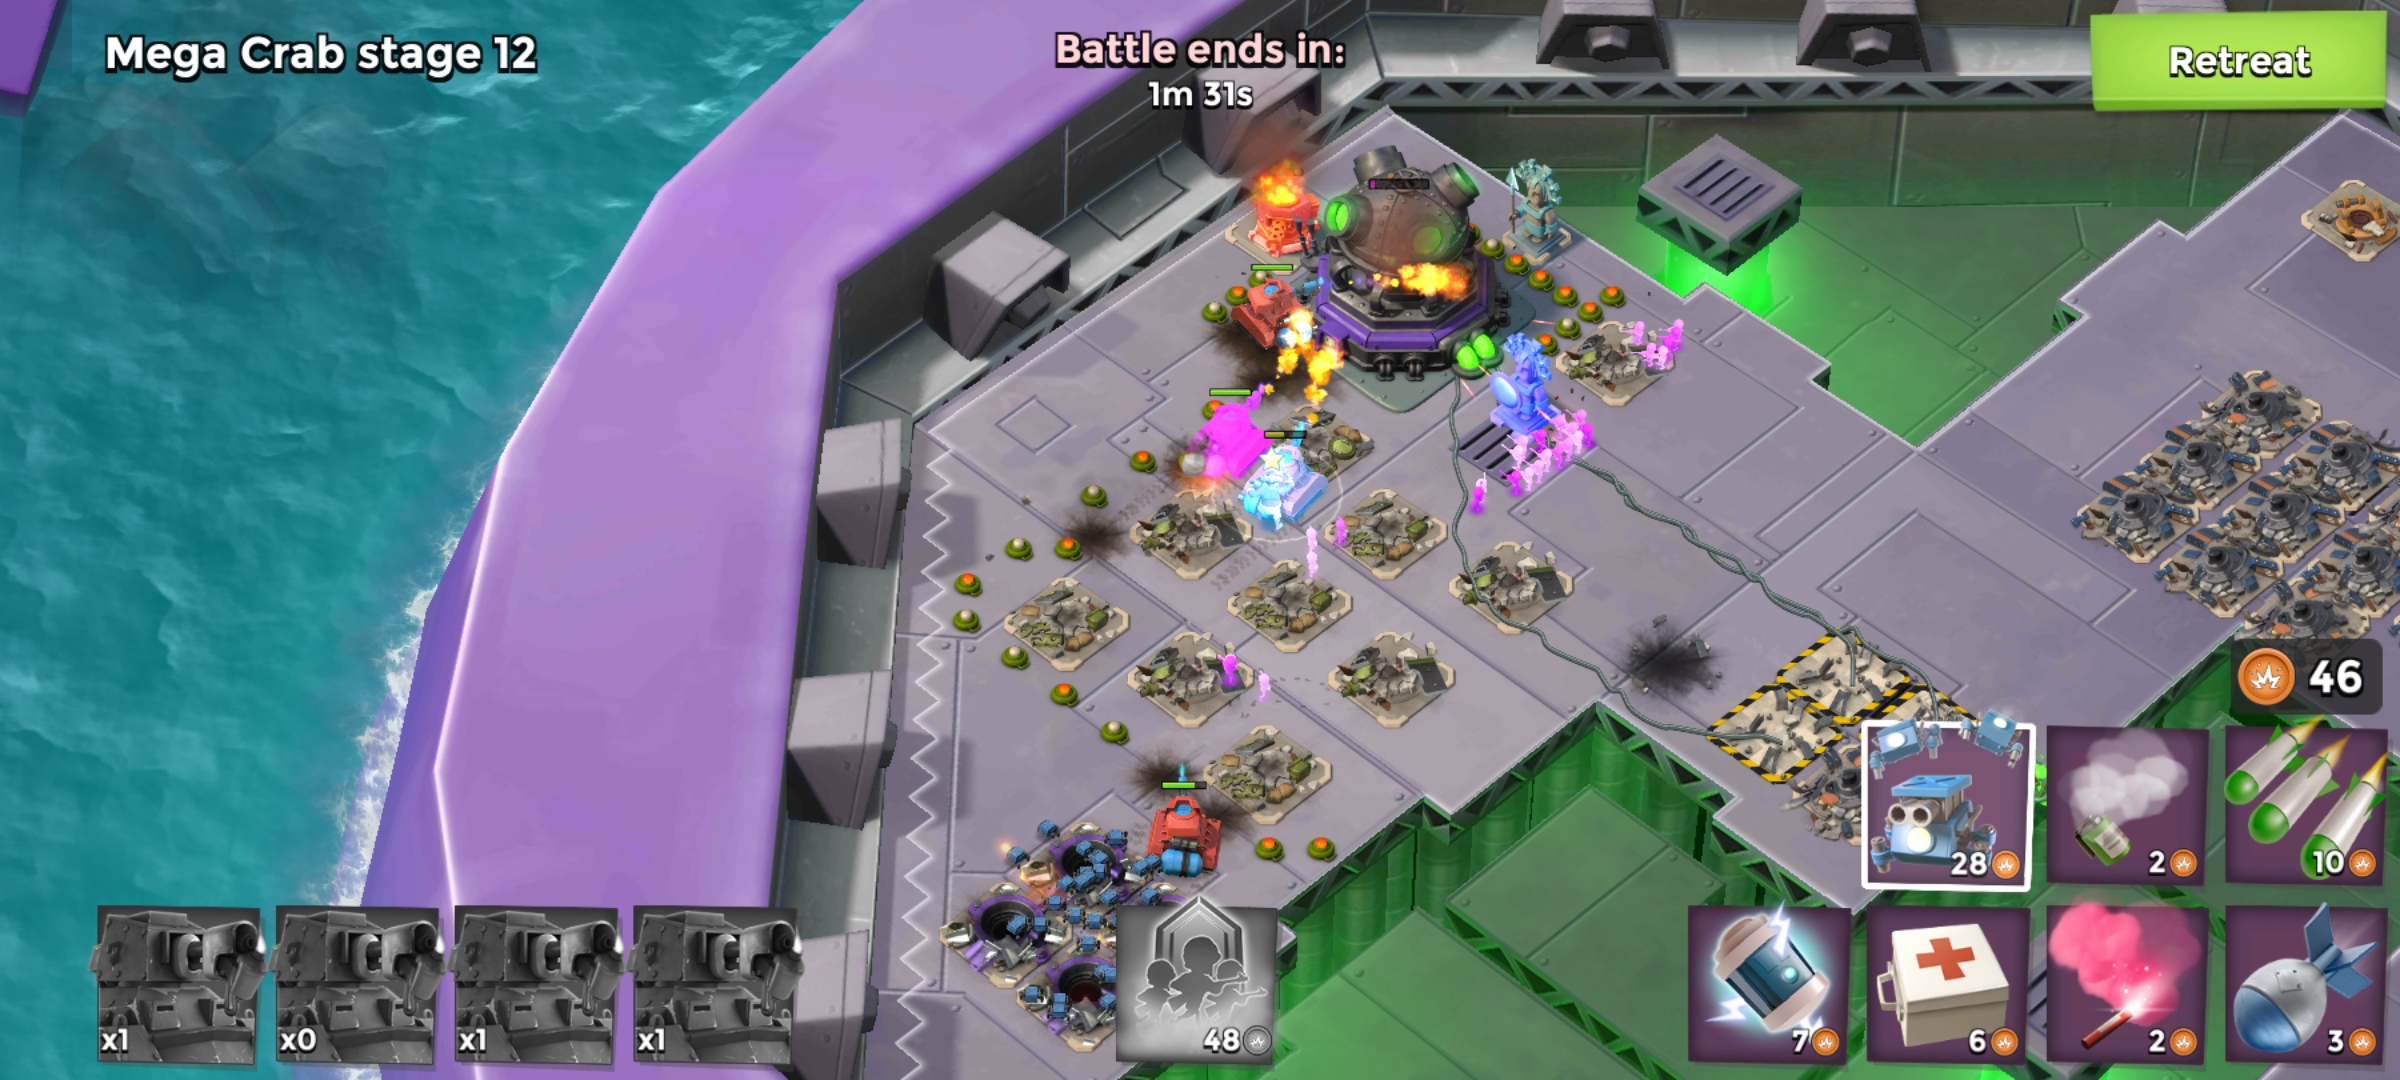 Mega Crab stage 12
Battle ends in:
1m 31s
Retreat
46
28
2
10
x1
x0
x1
x1
48
7
6
2
3